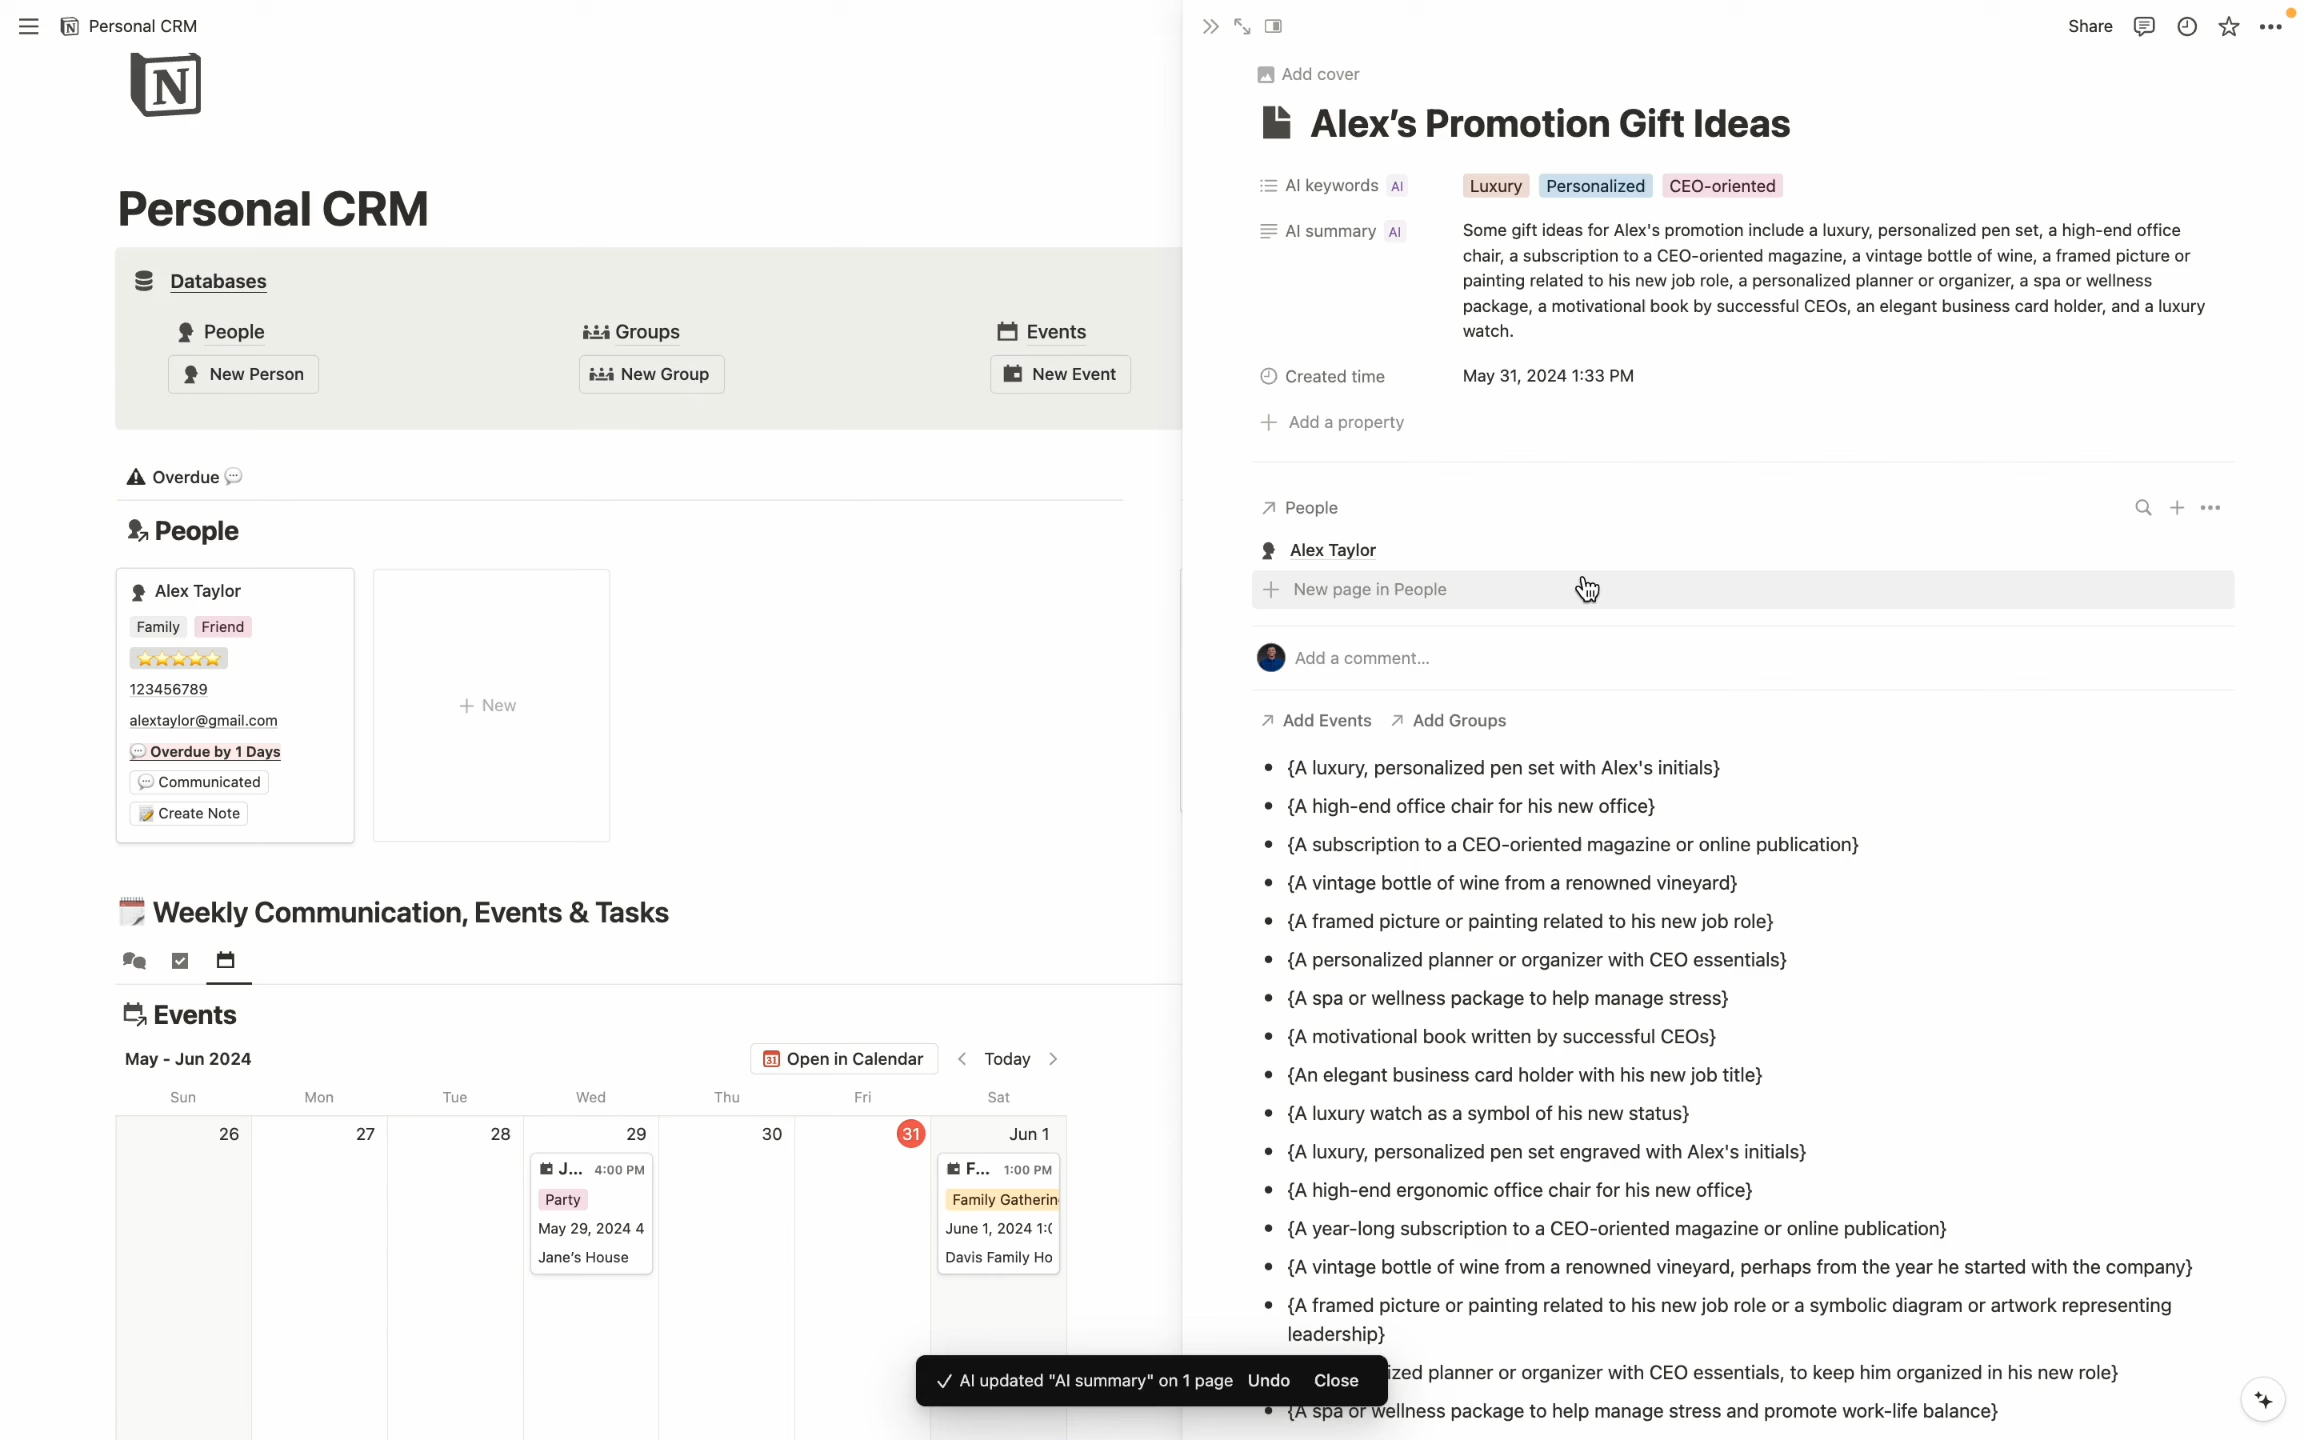 Personal CRM
N
Personal CRM
Databases
People
Groups
Events
New Person
New Group
New Event
Overdue
People
Alex Taylor
Family Friend
123456789
alextaylor@gmail.com
Overdue by 1 Days
Communicated
Create Note
+ New
Weekly Communication, Events & Tasks
Events
May - Jun 2024
31 Open in Calendar
Today
Sun Mon Tue Wed Thu Fri Sat
26 27 28 29 30 31 Jun 1
J... 4:00 PM
Party
May 29, 2024 4
Jane's House
F... 1:00 PM
Family Gatherin
June 1, 2024 1:0
Davis Family Ho
Share
Add cover
Alex's Promotion Gift Ideas
AI keywords AI
Luxury Personalized CEO-oriented
AI summary AI
Some gift ideas for Alex's promotion include a luxury, personalized pen set, a high-end office
chair, a subscription to a CEO-oriented magazine, a vintage bottle of wine, a framed picture or
painting related to his new job role, a personalized planner or organizer, a spa or wellness
package, a motivational book by successful CEOs, an elegant business card holder, and a luxury
watch.
Created time
May 31, 2024 1:33 PM
+ Add a property
People
Alex Taylor
+ New page in People
Add a comment...
Add Events Add Groups
• {A luxury, personalized pen set with Alex's initials}
• {A high-end office chair for his new office}
• {A subscription to a CEO-oriented magazine or online publication}
• {A vintage bottle of wine from a renowned vineyard}
• {A framed picture or painting related to his new job role}
• {A personalized planner or organizer with CEO essentials}
• {A spa or wellness package to help manage stress}
• {A motivational book written by successful CEOs}
• {An elegant business card holder with his new job title}
• {A luxury watch as a symbol of his new status}
• {A luxury, personalized pen set engraved with Alex's initials}
• {A high-end ergonomic office chair for his new office}
• {A year-long subscription to a CEO-oriented magazine or online publication}
• {A vintage bottle of wine from a renowned vineyard, perhaps from the year he started with the company}
• {A framed picture or painting related to his new job role or a symbolic diagram or artwork representing
leadership}
ized planner or organizer with CEO essentials, to keep him organized in his new role}
• {A spa or wellness package to help manage stress and promote work-life balance}
AI updated "AI summary" on 1 page Undo Close